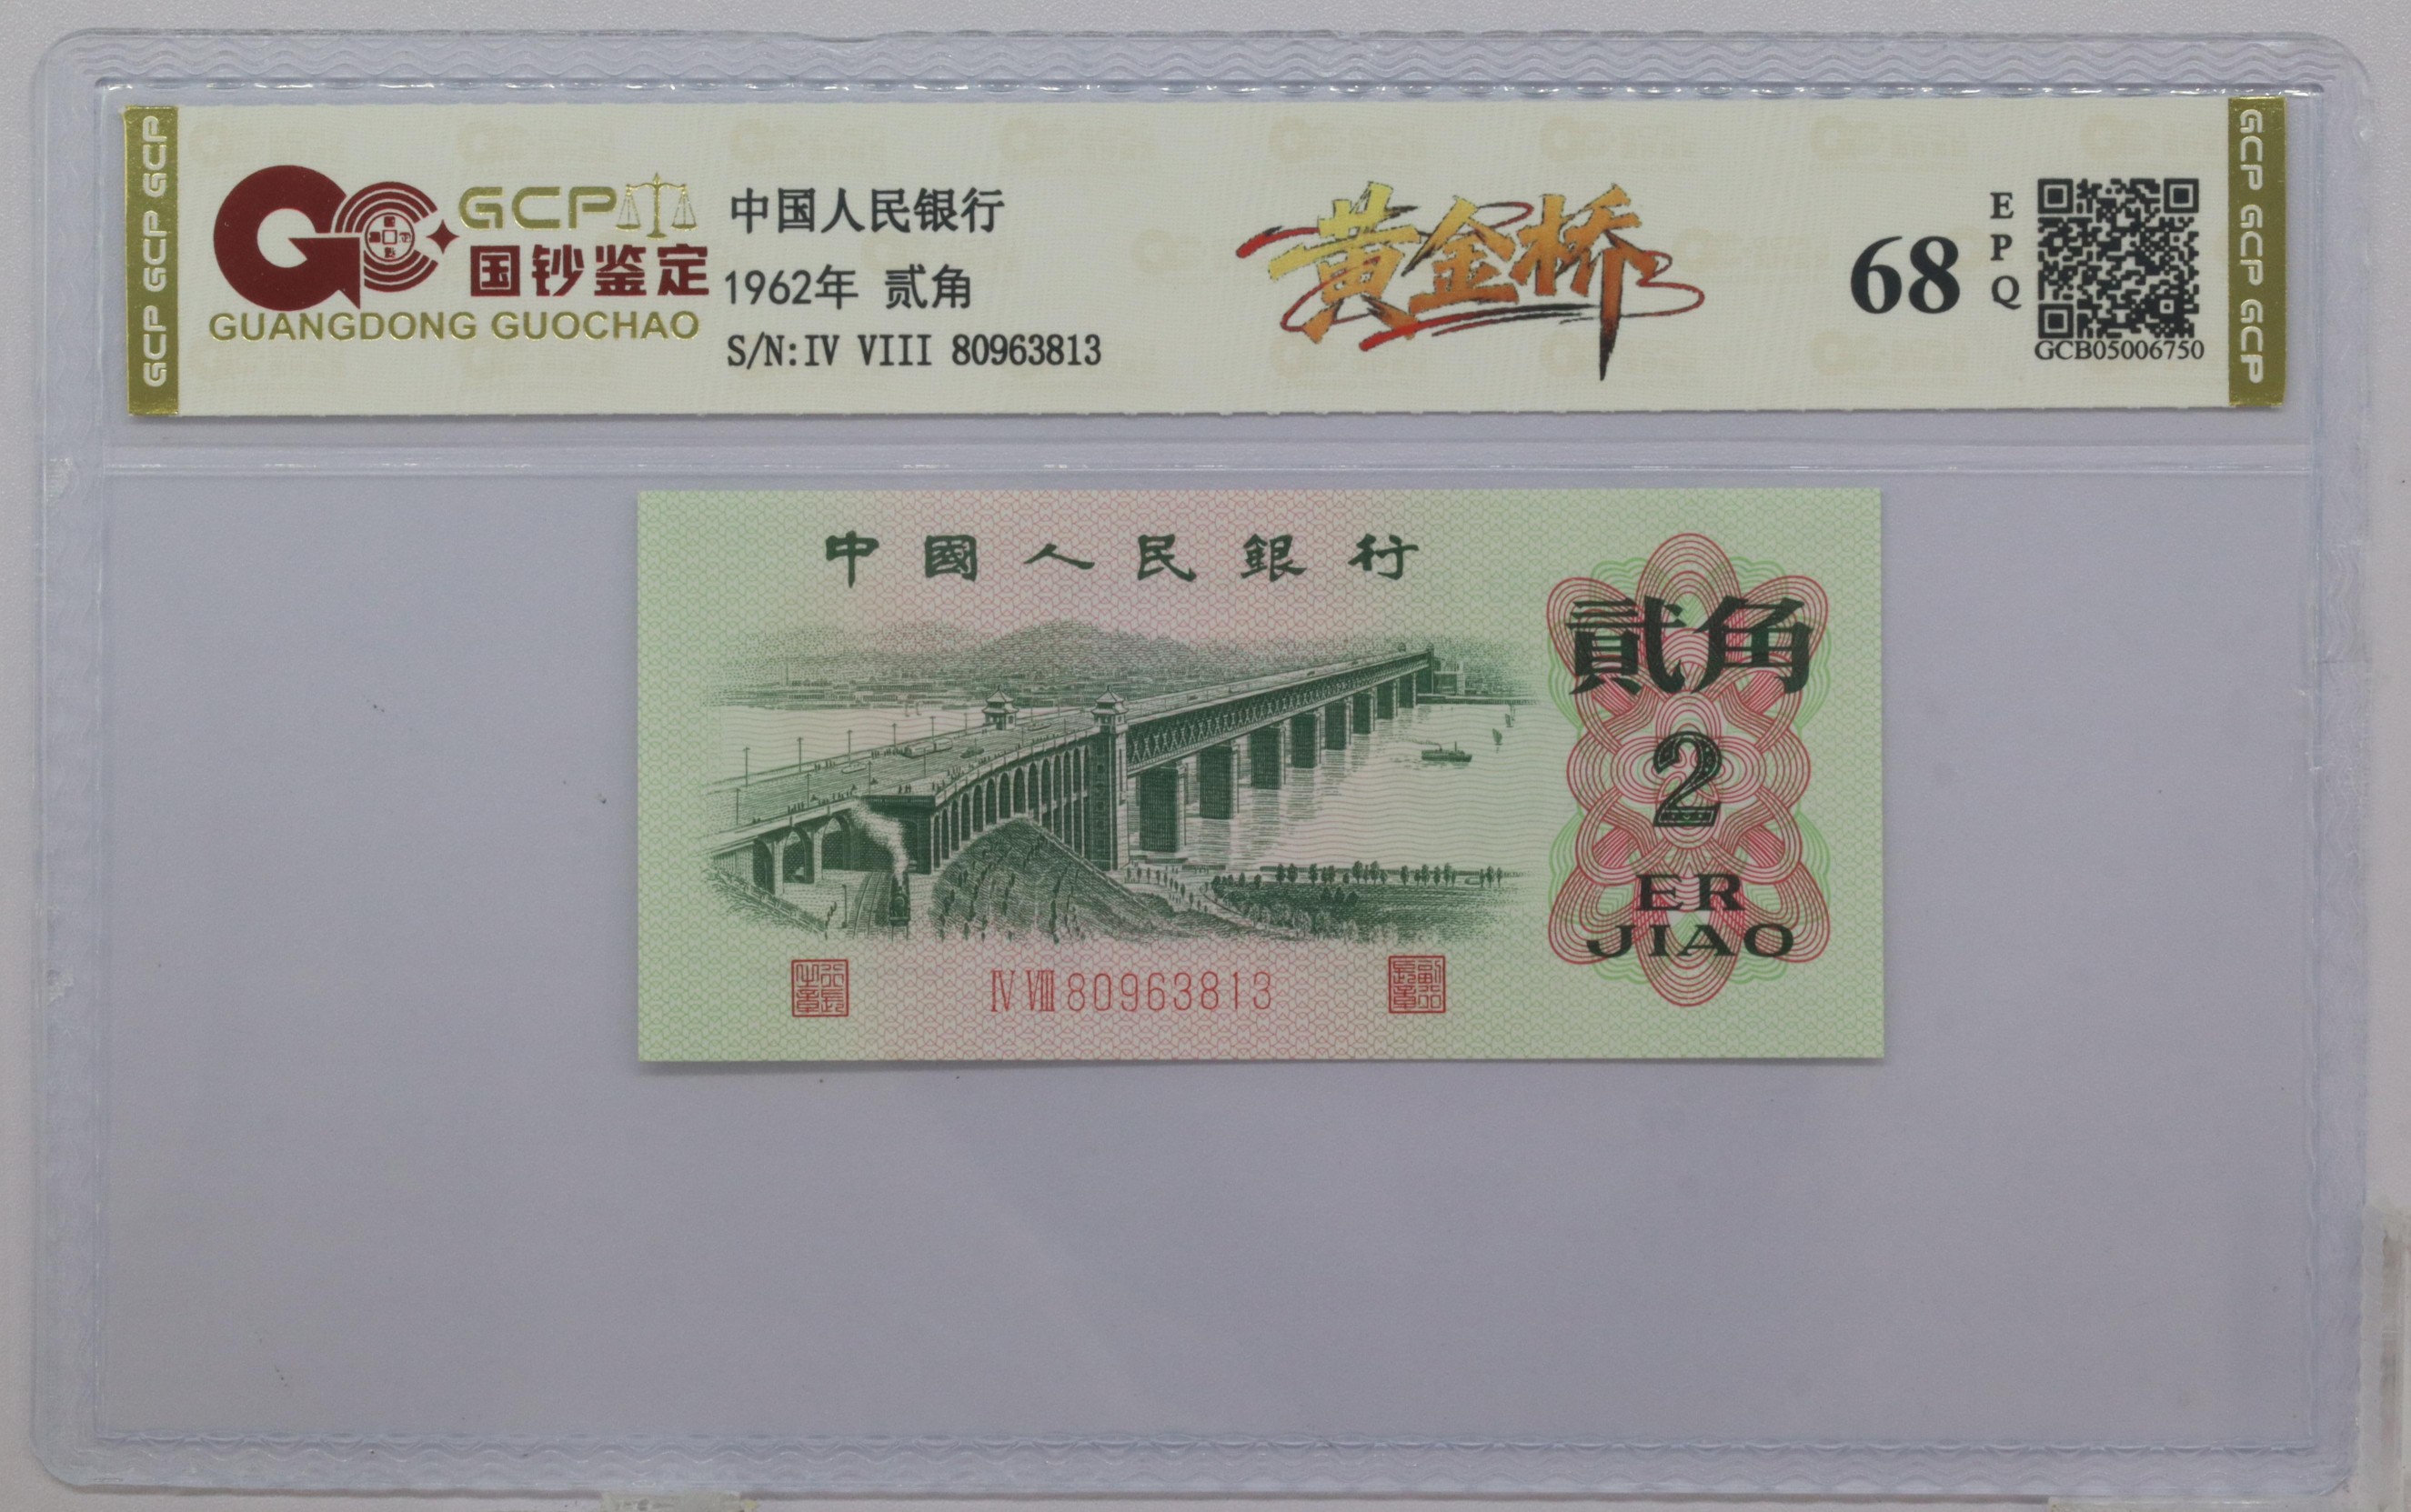 GCP GCP GCP
GCP
国钞鉴定
GUANGDONG GUOCHAO
中国人民银行
1962年 贰角
S/N:IV VIII 80963813
黄金桥
68
EPQ
GCB05006750
GCP GCP GCP
中國人民銀行
貳角
2
ER
JIAO
IV VIII 80963813